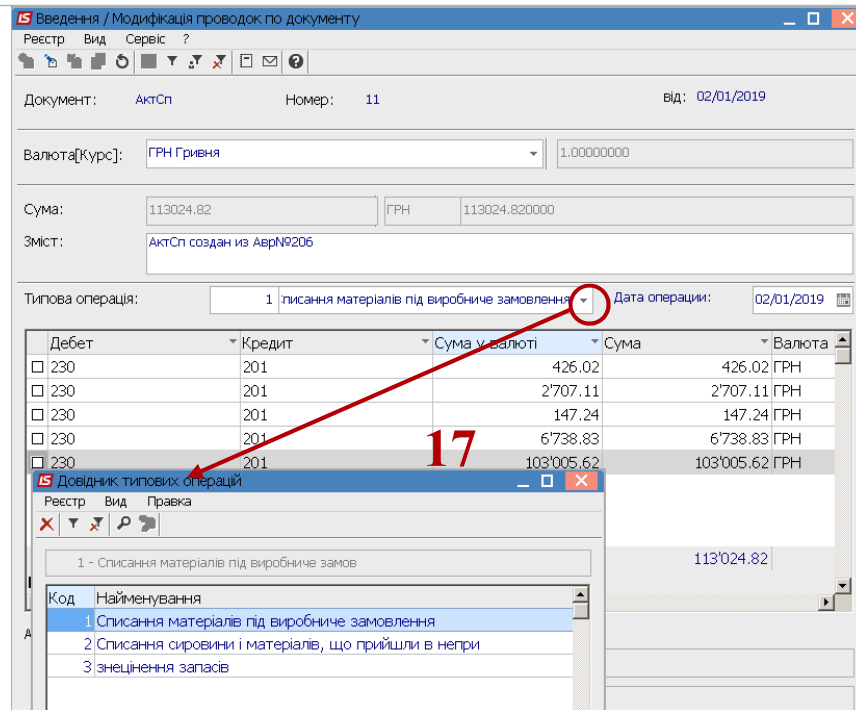 Введення / Модифікація проводок по документу
Реєстр Вид Сервіс ?
Документ: АктСп Номер: 11 від: 02/01/2019
Валюта[Курс]: ГРН Гривня 1.00000000
Сума: 113024.82 ГРН 113024.820000
Зміст: АктСп создан из Авр№206
Типова операція: 1 Списання матеріалів під виробниче замовлення Дата операции: 02/01/2019
Дебет Кредит Сума у валюті Сума Валюта
230 201 426.02 426.02 ГРН
230 201 2'707.11 2'707.11 ГРН
230 201 147.24 147.24 ГРН
230 201 6'738.83 6'738.83 ГРН
230 201 103'005.62 103'005.62 ГРН
17
Довідник типових операцій
Реєстр Вид Правка
1 - Списання матеріалів під виробниче замов
113'024.82
Код Найменування
1 Списання матеріалів під виробниче замовлення
2 Списання сировини і матеріалів, що прийшли в непри
3 знецінення запасів